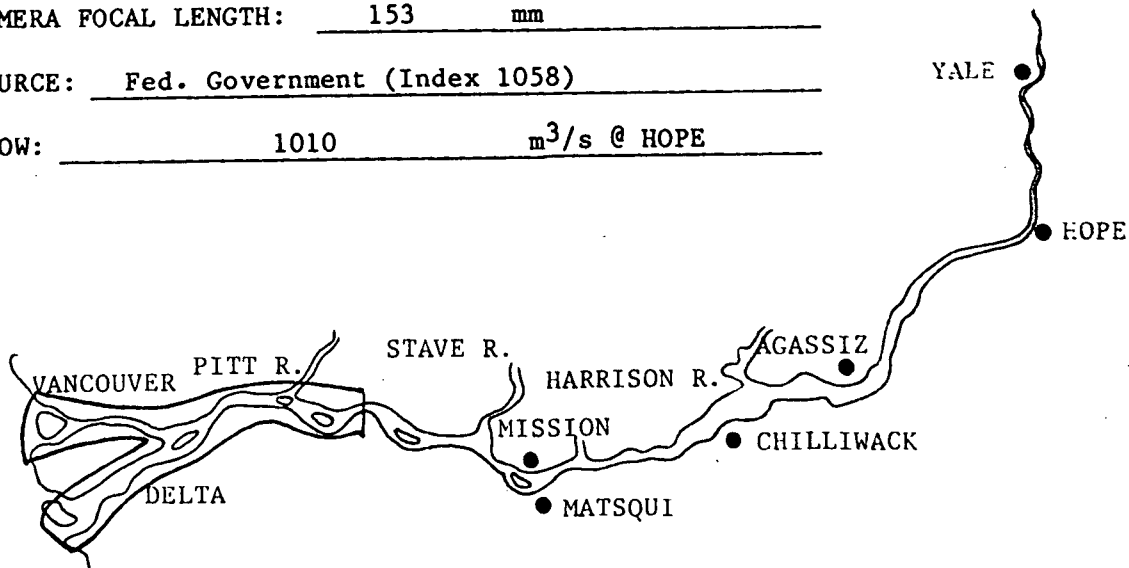 MERA FOCAL LENGTH: 153 mm
URCE: Fed. Government (Index 1058)
OW: 1010 m³/s @ HOPE
YALE
HOPE
STAVE R.
AGASSIZ
PITT R.
VANCOUVER
HARRISON R.
MISSION
CHILLIWACK
DELTA
MATSQUI